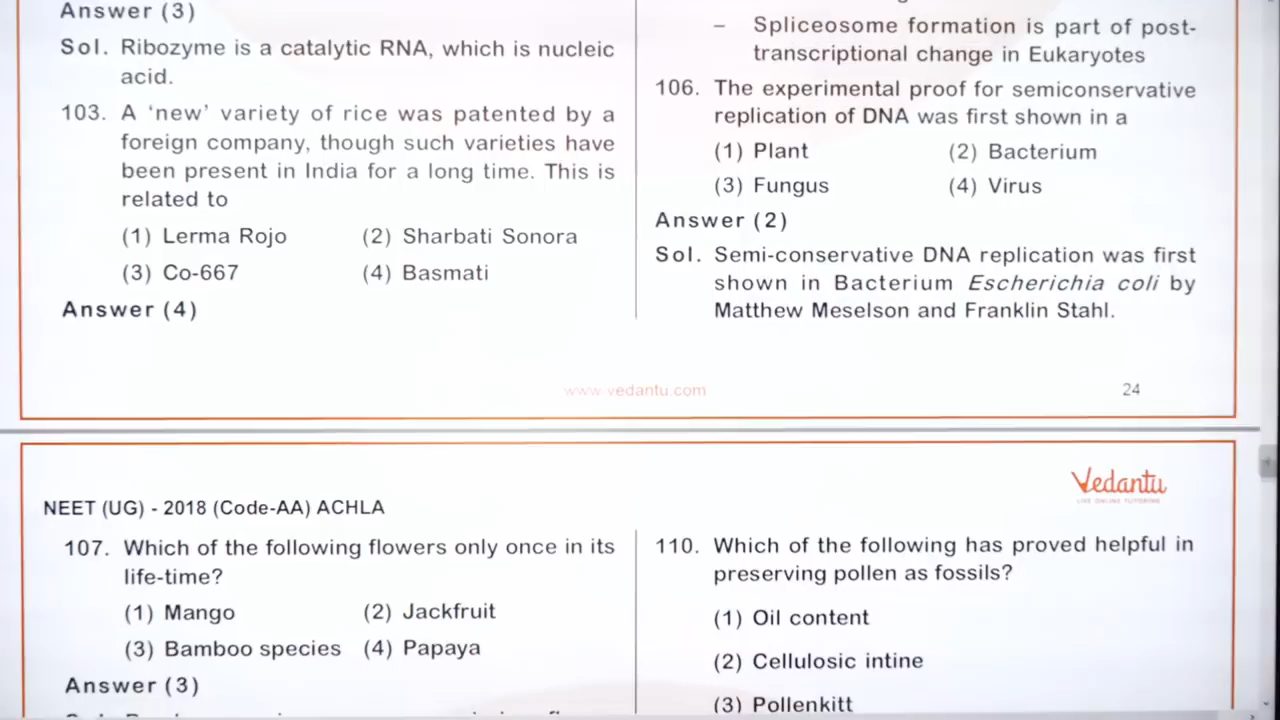 Answer (3)
Sol. Ribozyme is a catalytic RNA, which is nucleic
acid.
103. A ‘new’ variety of rice was patented by a
foreign company, though such varieties have
been present in India for a long time. This is
related to
(1) Lerma Rojo (2) Sharbati Sonora
(3) Co-667 (4) Basmati
Answer (4)
– Spliceosome formation is part of post-
transcriptional change in Eukaryotes
106. The experimental proof for semiconservative
replication of DNA was first shown in a
(1) Plant (2) Bacterium
(3) Fungus (4) Virus
Answer (2)
Sol. Semi-conservative DNA replication was first
shown in Bacterium Escherichia coli by
Matthew Meselson and Franklin Stahl.
www.vedantu.com 24
Vedantu
LIVE ONLINE TUTORING
NEET (UG) - 2018 (Code-AA) ACHLA
107. Which of the following flowers only once in its
life-time?
(1) Mango (2) Jackfruit
(3) Bamboo species (4) Papaya
Answer (3)
110. Which of the following has proved helpful in
preserving pollen as fossils?
(1) Oil content
(2) Cellulosic intine
(3) Pollenkitt